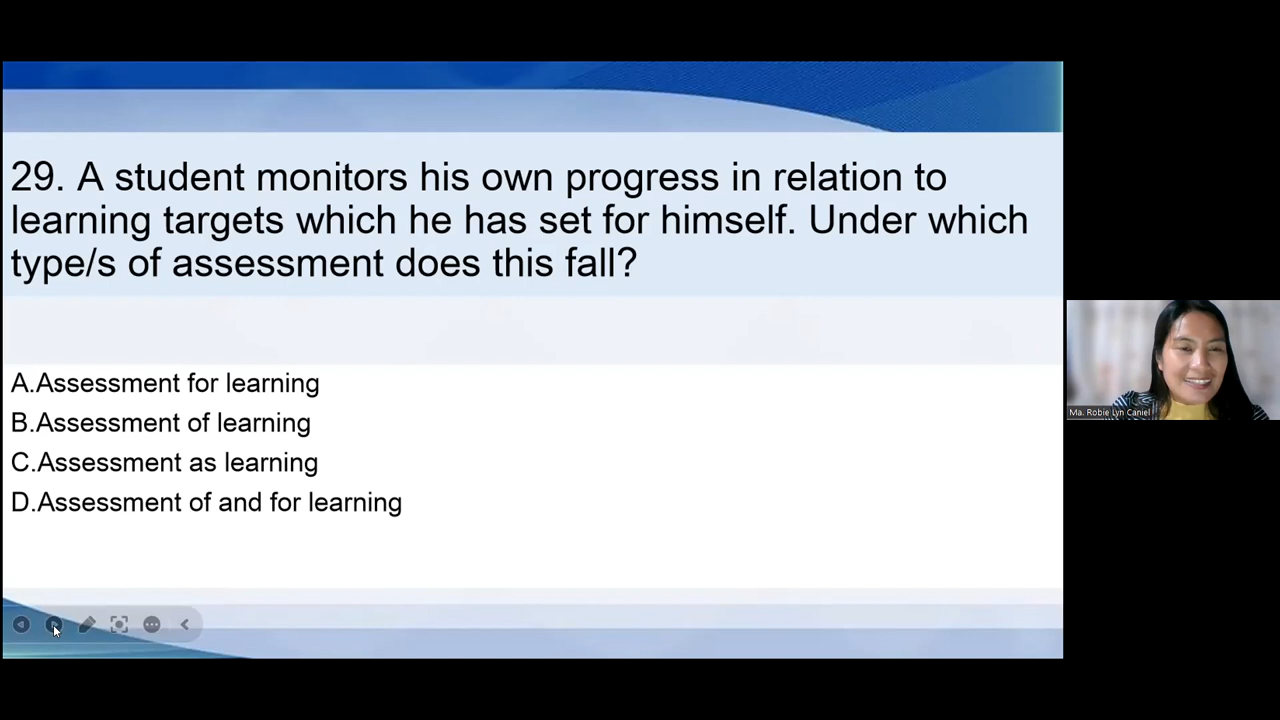 29. A student monitors his own progress in relation to
learning targets which he has set for himself. Under which
type/s of assessment does this fall?
A.Assessment for learning
B.Assessment of learning
C.Assessment as learning
D.Assessment of and for learning
Ma. Robie Lyn Caniel